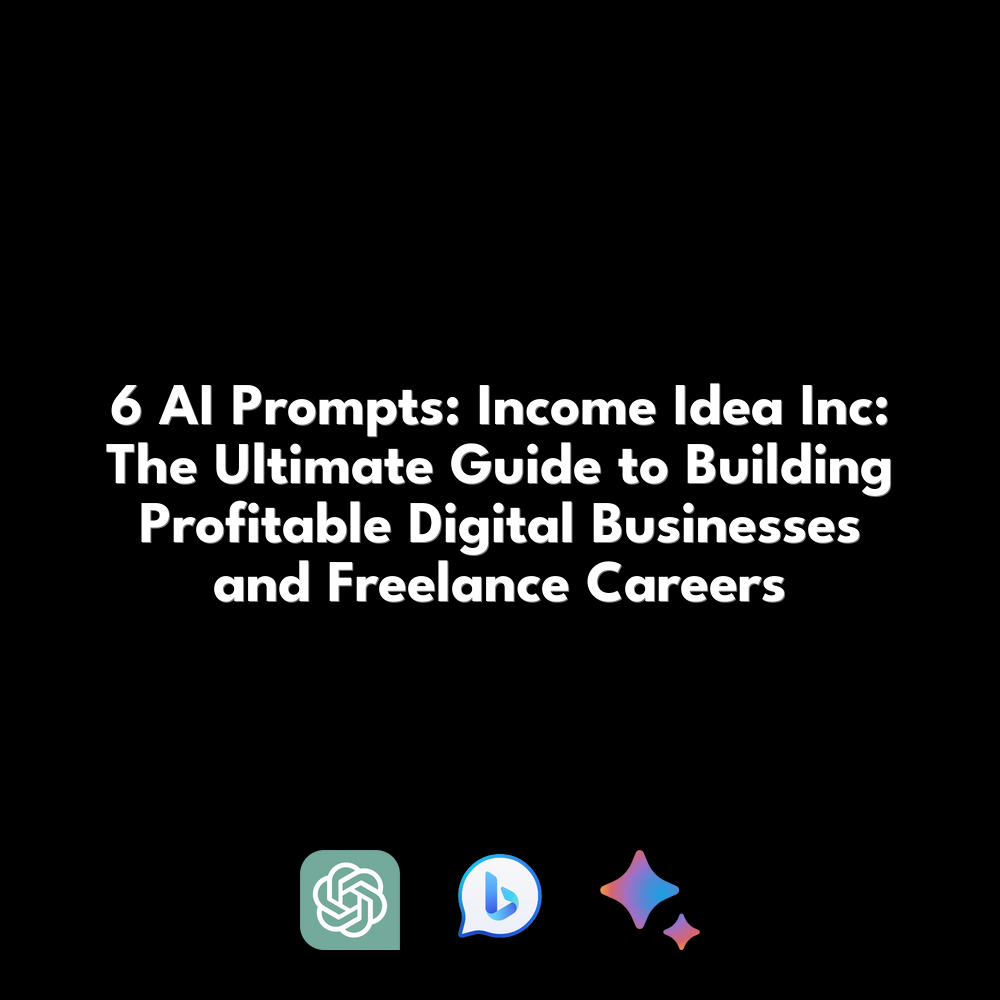 6 AI Prompts: Income Idea Inc:
The Ultimate Guide to Building
Profitable Digital Businesses
and Freelance Careers